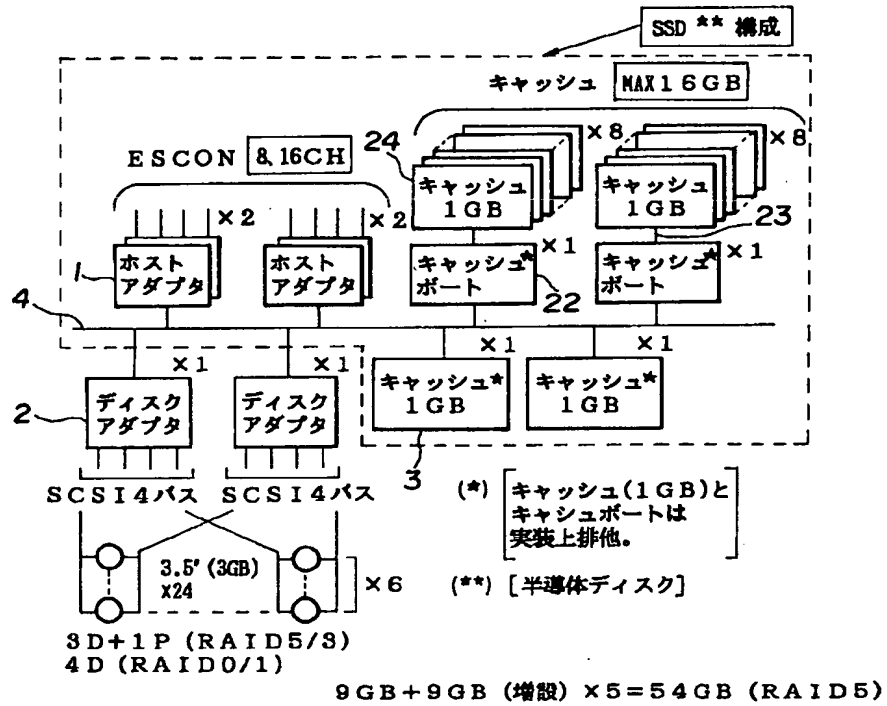 SSD ** 構成
キャッシュ MAX16GB
24
×8
×8
ESCON 8、16CH
キャッシュ
1GB
キャッシュ
1GB
23
×2
×2
×1
×1
1
ホスト
アダプタ
ホスト
アダプタ
キャッシュ*
ボート
22
キャッシュ*
ボート
4
×1
×1
×1
×1
2
ディスク
アダプタ
ディスク
アダプタ
キャッシュ*
1GB
キャッシュ*
1GB
3
SCSI4パス
SCSI4パス
(*) [キャッシュ(1GB)と
キャシュボートは
実装上排他。]
3.5' (3GB)
×24
×6
(**) [半導体ディスク]
3D+1P (RAID5/3)
4D (RAID0/1)
9GB+9GB (増設) ×5=54GB (RAID5)